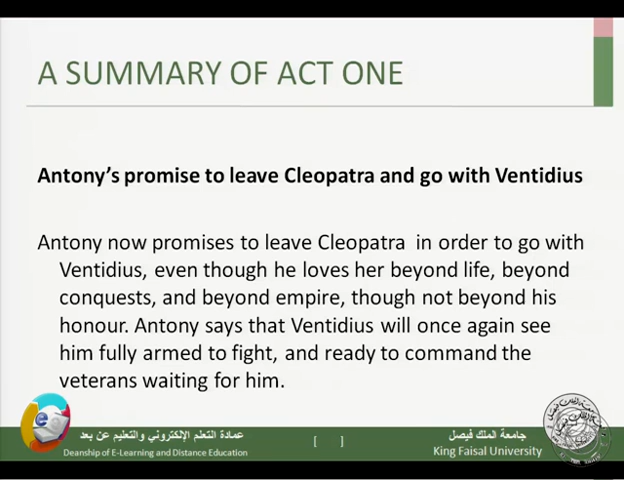 A SUMMARY OF ACT ONE
Antony's promise to leave Cleopatra and go with Ventidius
Antony now promises to leave Cleopatra in order to go with
Ventidius, even though he loves her beyond life, beyond
conquests, and beyond empire, though not beyond his
honour. Antony says that Ventidius will once again see
him fully armed to fight, and ready to command the
veterans waiting for him.
عمادة التعلم الإلكتروني والتعليم عن بعد
Deanship of E-Learning and Distance Education
[ ]
جامعة الملك فيصل
King Faisal University